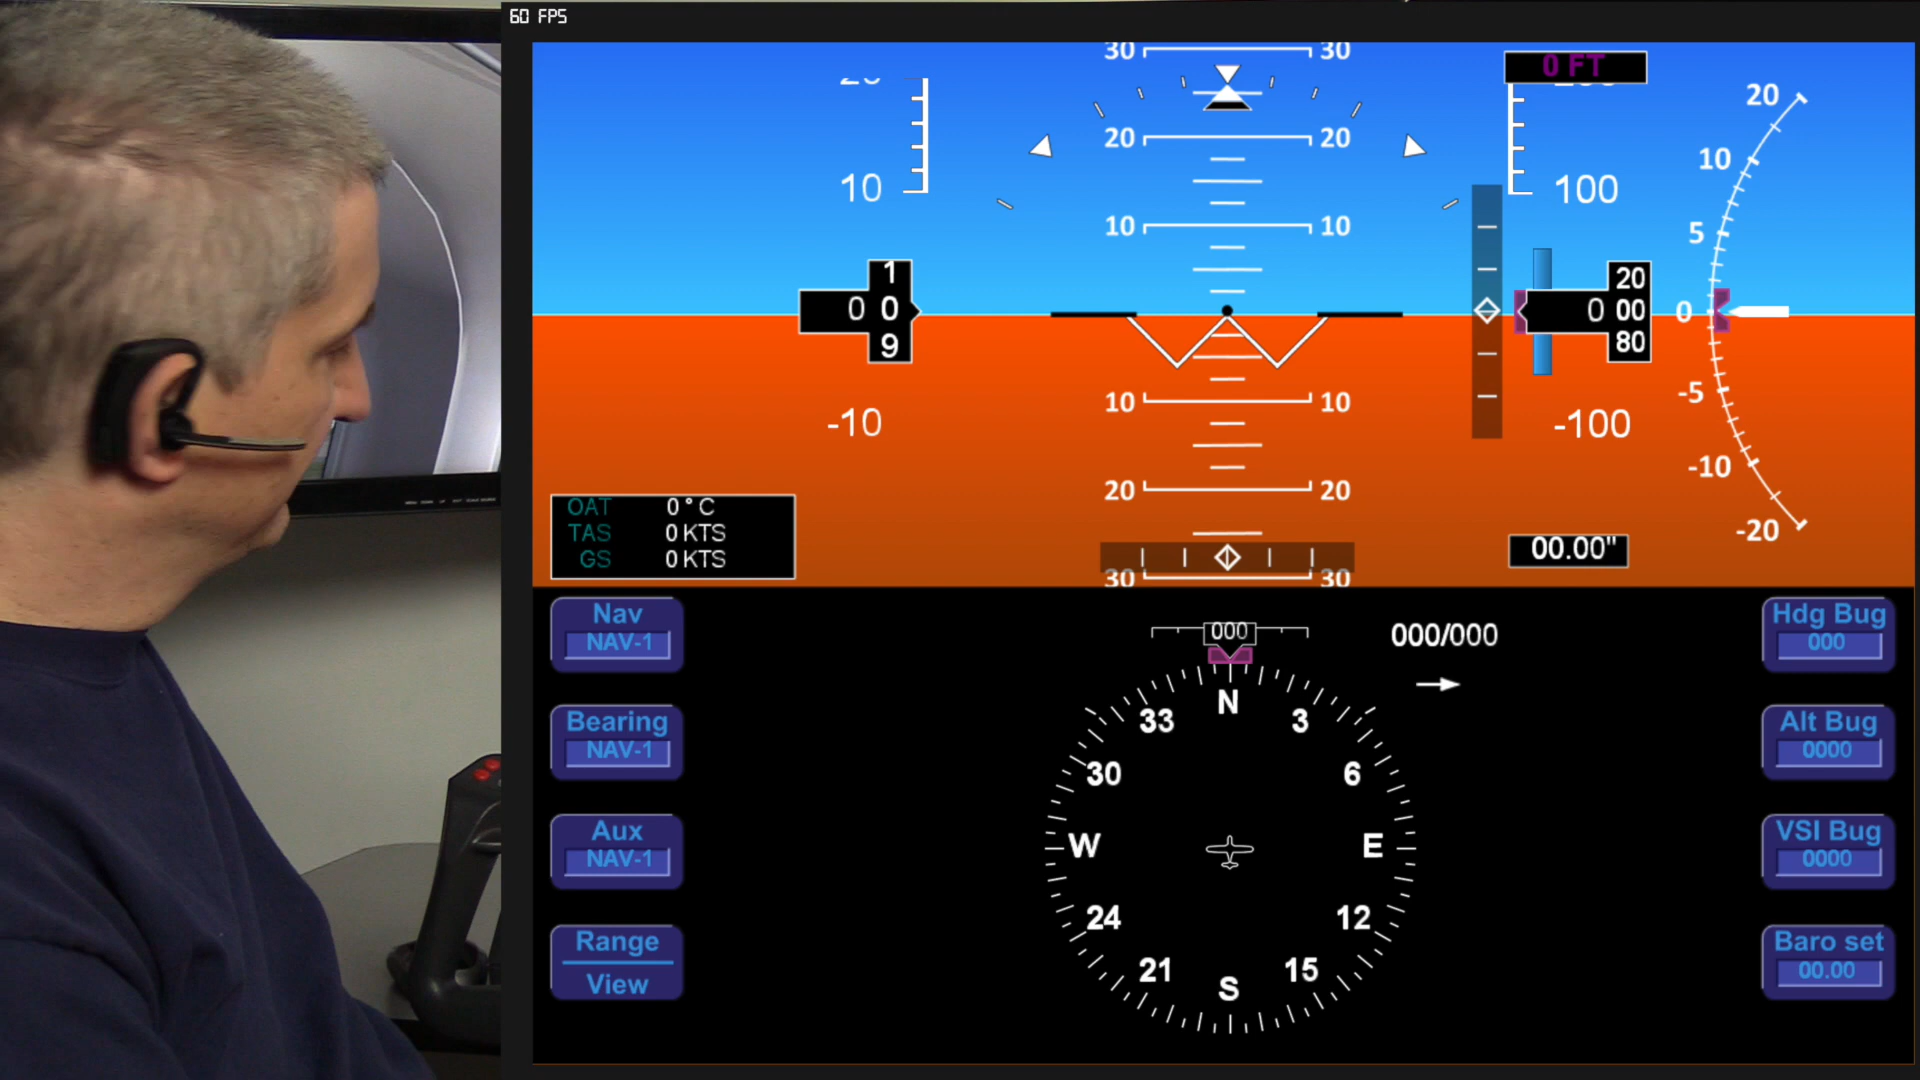 60 FPS
30 30
20 20
10 10
10 10
20 20
30 30
10
1
0 0
9
-10
0 FT
100
20
0 00
80
-100
00.00"
20
10
5
0
-5
-10
-20
OAT 0°C
TAS 0 KTS
GS 0 KTS
Nav
NAV-1
Bearing
NAV-1
Aux
NAV-1
Range
View
000
000/000
N
33 3
30 6
W E
24 12
21 15
S
Hdg Bug
000
Alt Bug
0000
VSI Bug
0000
Baro set
00.00